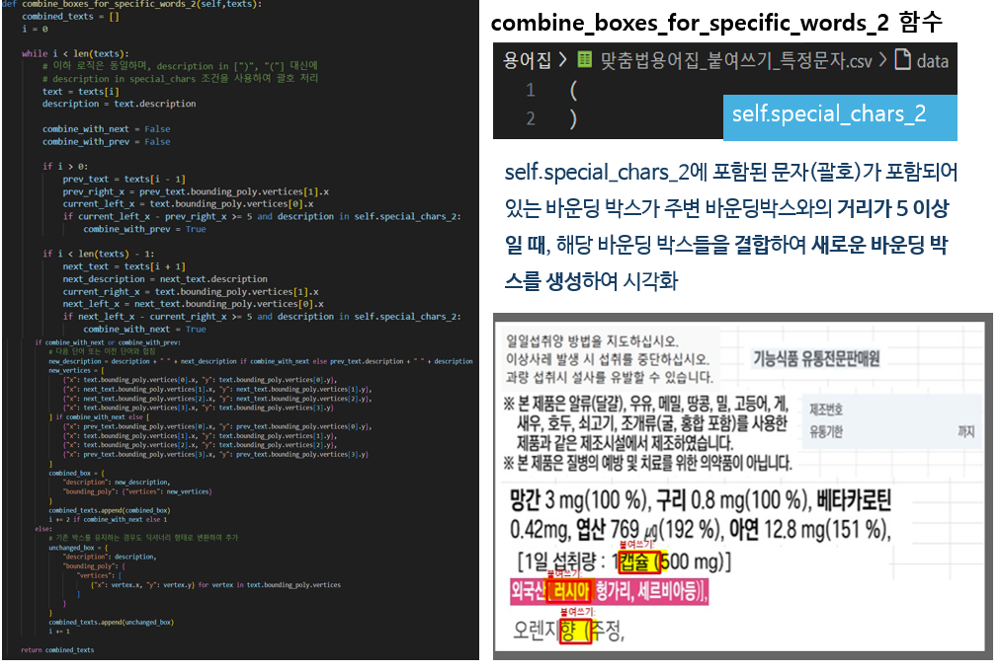 def combine_boxes_for_specific_words_2(self,texts):
combined_texts = []
i = 0
while i < len(texts):
# 이하 로직은 동일하며, description in [")", "("] 대신에
# description in special_chars 조건을 사용하여 괄호 처리
text = texts[i]
description = text.description
combine_with_next = False
combine_with_prev = False
if i > 0:
prev_text = texts[i - 1]
prev_right_x = prev_text.bounding_poly.vertices[1].x
current_left_x = text.bounding_poly.vertices[0].x
if current_left_x - prev_right_x >= 5 and description in self.special_chars_2:
combine_with_prev = True
if i < len(texts) - 1:
next_text = texts[i + 1]
next_description = next_text.description
current_right_x = text.bounding_poly.vertices[1].x
next_left_x = next_text.bounding_poly.vertices[0].x
if next_left_x - current_right_x >= 5 and description in self.special_chars_2:
combine_with_next = True
if combine_with_next or combine_with_prev:
# 다음 단어 또는 이전 단어와 합침
new_description = description + " " + next_description if combine_with_next else prev_text.description + " " + description
new_vertices = [
{"x": text.bounding_poly.vertices[0].x, "y": text.bounding_poly.vertices[0].y},
{"x": next_text.bounding_poly.vertices[1].x, "y": next_text.bounding_poly.vertices[1].y},
{"x": next_text.bounding_poly.vertices[2].x, "y": next_text.bounding_poly.vertices[2].y},
{"x": text.bounding_poly.vertices[3].x, "y": text.bounding_poly.vertices[3].y}
] if combine_with_next else [
{"x": prev_text.bounding_poly.vertices[0].x, "y": prev_text.bounding_poly.vertices[0].y},
{"x": text.bounding_poly.vertices[1].x, "y": text.bounding_poly.vertices[1].y},
{"x": text.bounding_poly.vertices[2].x, "y": text.bounding_poly.vertices[2].y},
{"x": prev_text.bounding_poly.vertices[3].x, "y": prev_text.bounding_poly.vertices[3].y}
]
combined_box = {
"description": new_description,
"bounding_poly": {"vertices": new_vertices}
}
combined_texts.append(combined_box)
i += 2 if combine_with_next else 1
else:
# 기존 박스를 유지하는 경우도 딕셔너리 형태로 변환하여 추가
unchanged_box = {
"description": description,
"bounding_poly": {
"vertices": [
{"x": vertex.x, "y": vertex.y} for vertex in text.bounding_poly.vertices
]
}
}
combined_texts.append(unchanged_box)
i += 1
return combined_texts
combine_boxes_for_specific_words_2 함수
용어집 > 맞춤법용어집_붙여쓰기_특정문자.csv > data
1 (
2 )
self.special_chars_2
self.special_chars_2에 포함된 문자(괄호)가 포함되어
있는 바운딩 박스가 주변 바운딩박스와의 거리가 5 이상
일 때, 해당 바운딩 박스들을 결합하여 새로운 바운딩 박
스를 생성하여 시각화
일일섭취양 방법을 지도하십시오.
이상사례 발생 시 섭취를 중단하십시오.
과량 섭취시 설사를 유발할 수 있습니다.
기능식품 유통전문판매원
※ 본 제품은 알류(달걀), 우유, 메밀, 땅콩, 밀, 고등어, 게,
새우, 호두, 쇠고기, 조개류(굴, 홍합 포함)를 사용한
제품과 같은 제조시설에서 제조하였습니다.
※ 본 제품은 질병의 예방 및 치료를 위한 의약품이 아닙니다.
제조번호
유통기한 까지
망간 3 mg(100 %), 구리 0.8 mg(100 %), 베타카로틴
0.42mg, 엽산 769 ㎍(192 %), 아연 12.8 mg(151 %),
붙여쓰기:
[1일 섭취량 : 1캡슐 (500 mg)]
붙여쓰기:
외국산( 러시아 헝가리, 세르비아등)],
붙여쓰기:
오렌지향 (주정,